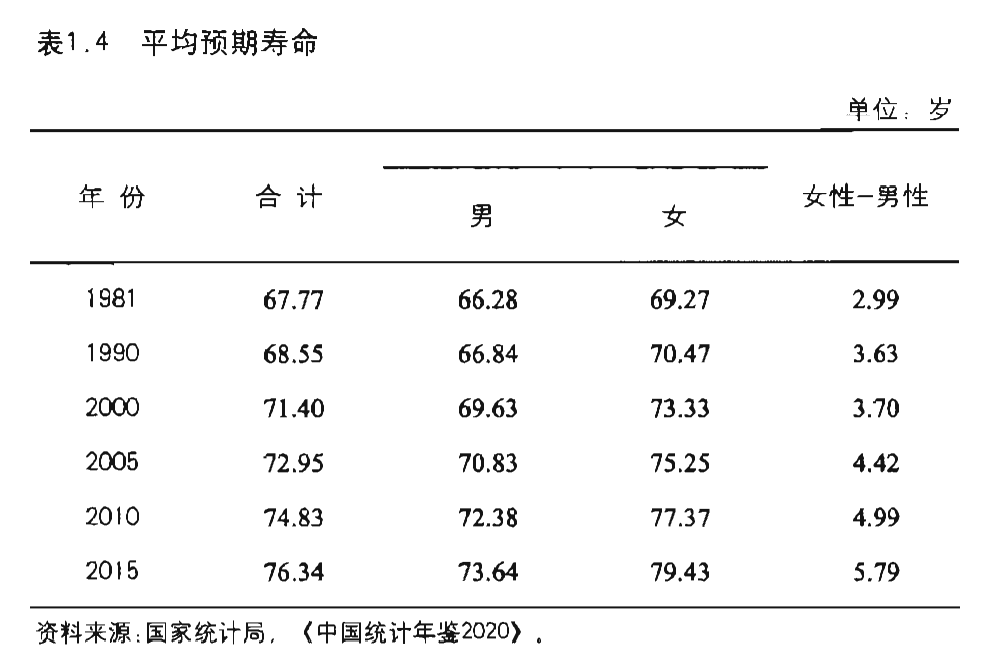 表1.4 平均预期寿命
单位：岁
年 份 合 计 男 女 女性-男性
1981 67.77 66.28 69.27 2.99
1990 68.55 66.84 70.47 3.63
2000 71.40 69.63 73.33 3.70
2005 72.95 70.83 75.25 4.42
2010 74.83 72.38 77.37 4.99
2015 76.34 73.64 79.43 5.79
资料来源:国家统计局，《中国统计年鉴2020》.